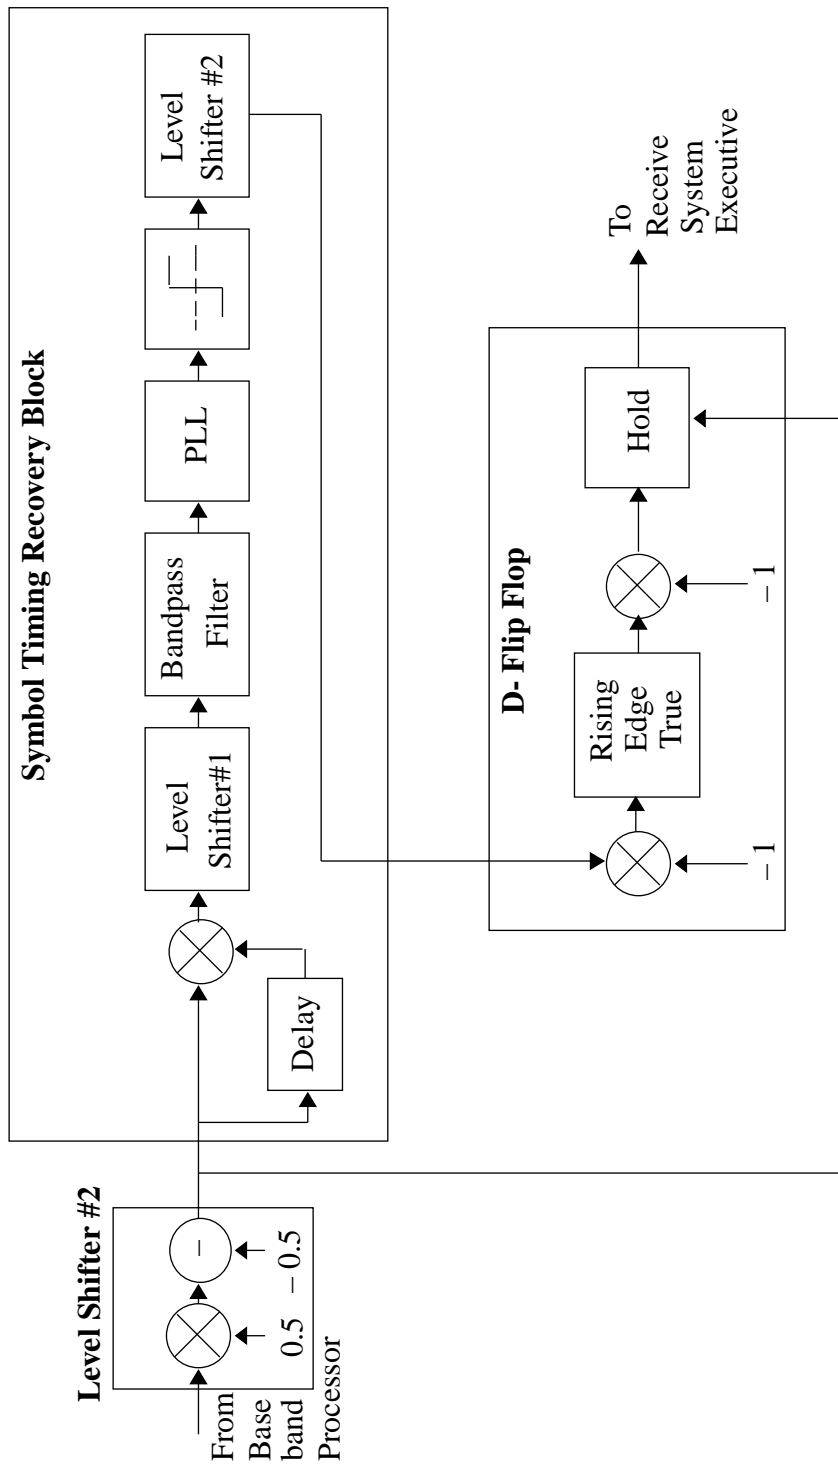 Symbol Timing Recovery Block
Level
Shifter#1
Bandpass
Filter
PLL
Level
Shifter #2
Delay
Level Shifter #2
From
Base
band
Processor
0.5
– 0.5
–
D- Flip Flop
Rising
Edge
True
Hold
– 1
– 1
To
Receive
System
Executive